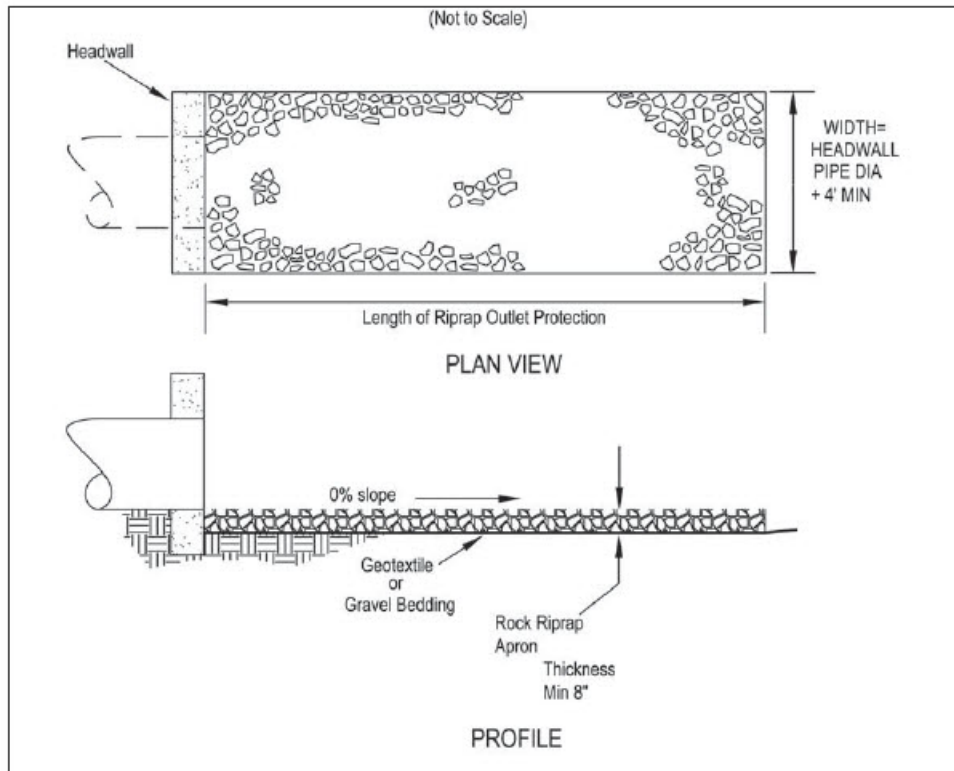 (Not to Scale)
Headwall
WIDTH=
HEADWALL
PIPE DIA
+ 4' MIN
Length of Riprap Outlet Protection
PLAN VIEW
0% slope
Geotextile
or
Gravel Bedding
Rock Riprap
Apron
Thickness
Min 8"
PROFILE